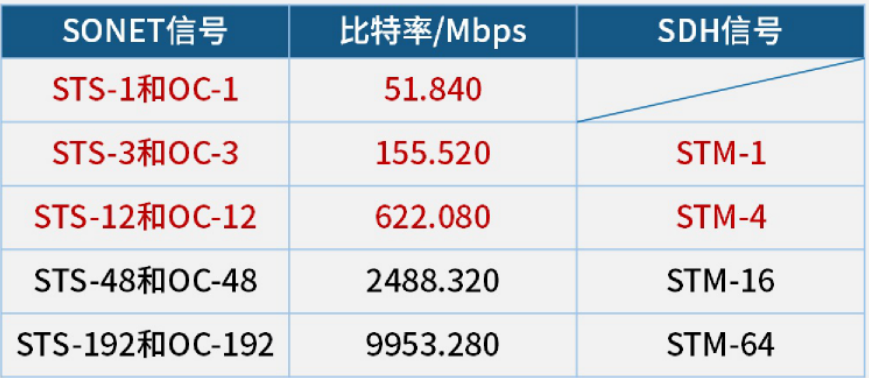 SONET信号 比特率/Mbps SDH信号
STS-1和OC-1 51.840
STS-3和OC-3 155.520 STM-1
STS-12和OC-12 622.080 STM-4
STS-48和OC-48 2488.320 STM-16
STS-192和OC-192 9953.280 STM-64